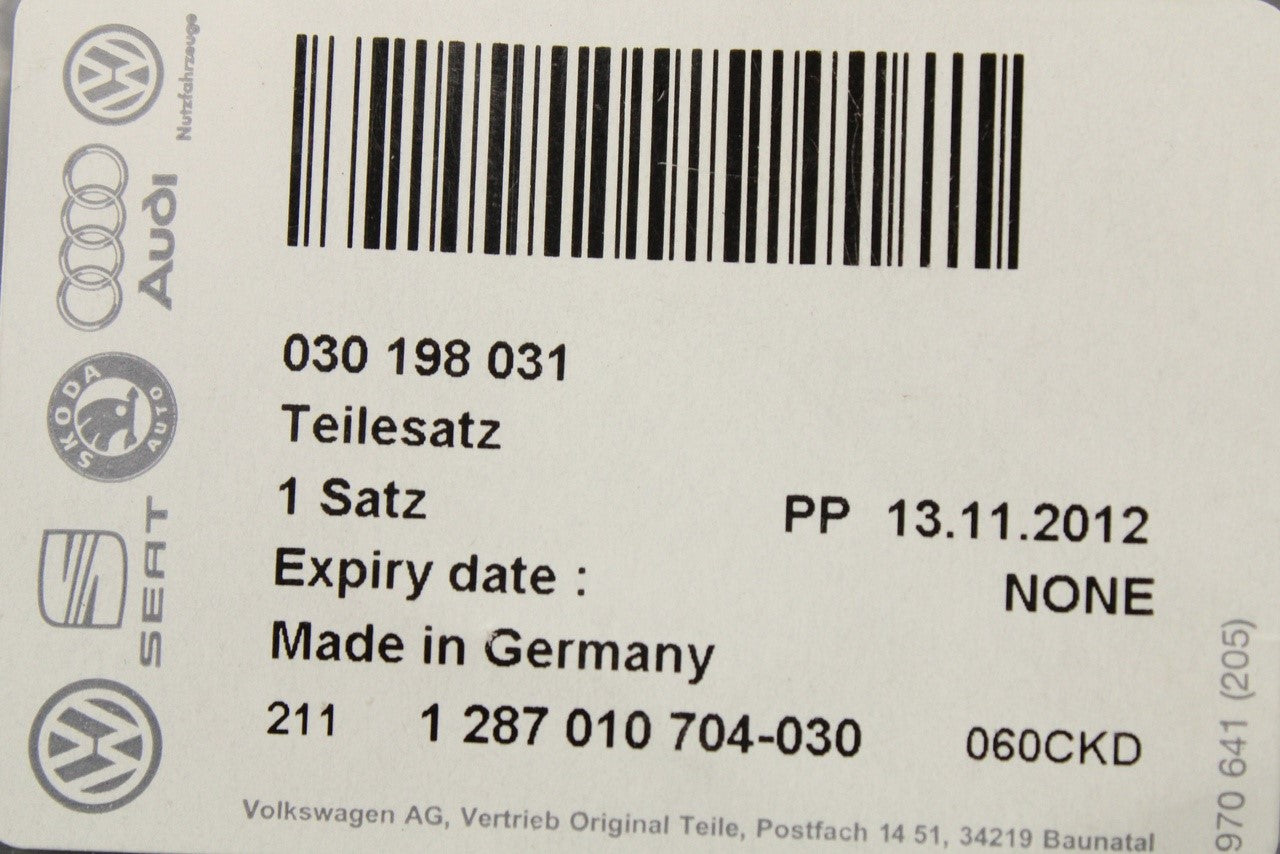 Nutzfahrzeuge
Audi
SKODA
AUTO
SEAT
030 198 031
Teilesatz
1 Satz
PP 13.11.2012
Expiry date : NONE
Made in Germany
211 1 287 010 704-030 060CKD
Volkswagen AG, Vertrieb Original Teile, Postfach 14 51, 34219 Baunatal
970 641 (205)